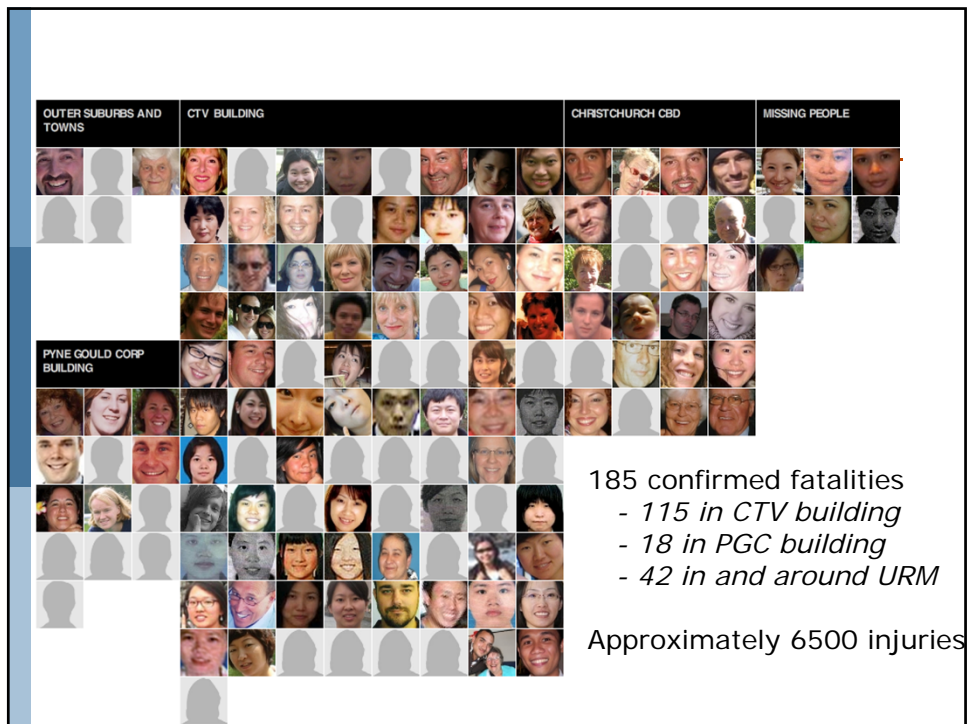 OUTER SUBURBS AND
TOWNS
CTV BUILDING
CHRISTCHURCH CBD
MISSING PEOPLE
PYNE GOULD CORP
BUILDING
185 confirmed fatalities
- 115 in CTV building
- 18 in PGC building
- 42 in and around URM
Approximately 6500 injuries